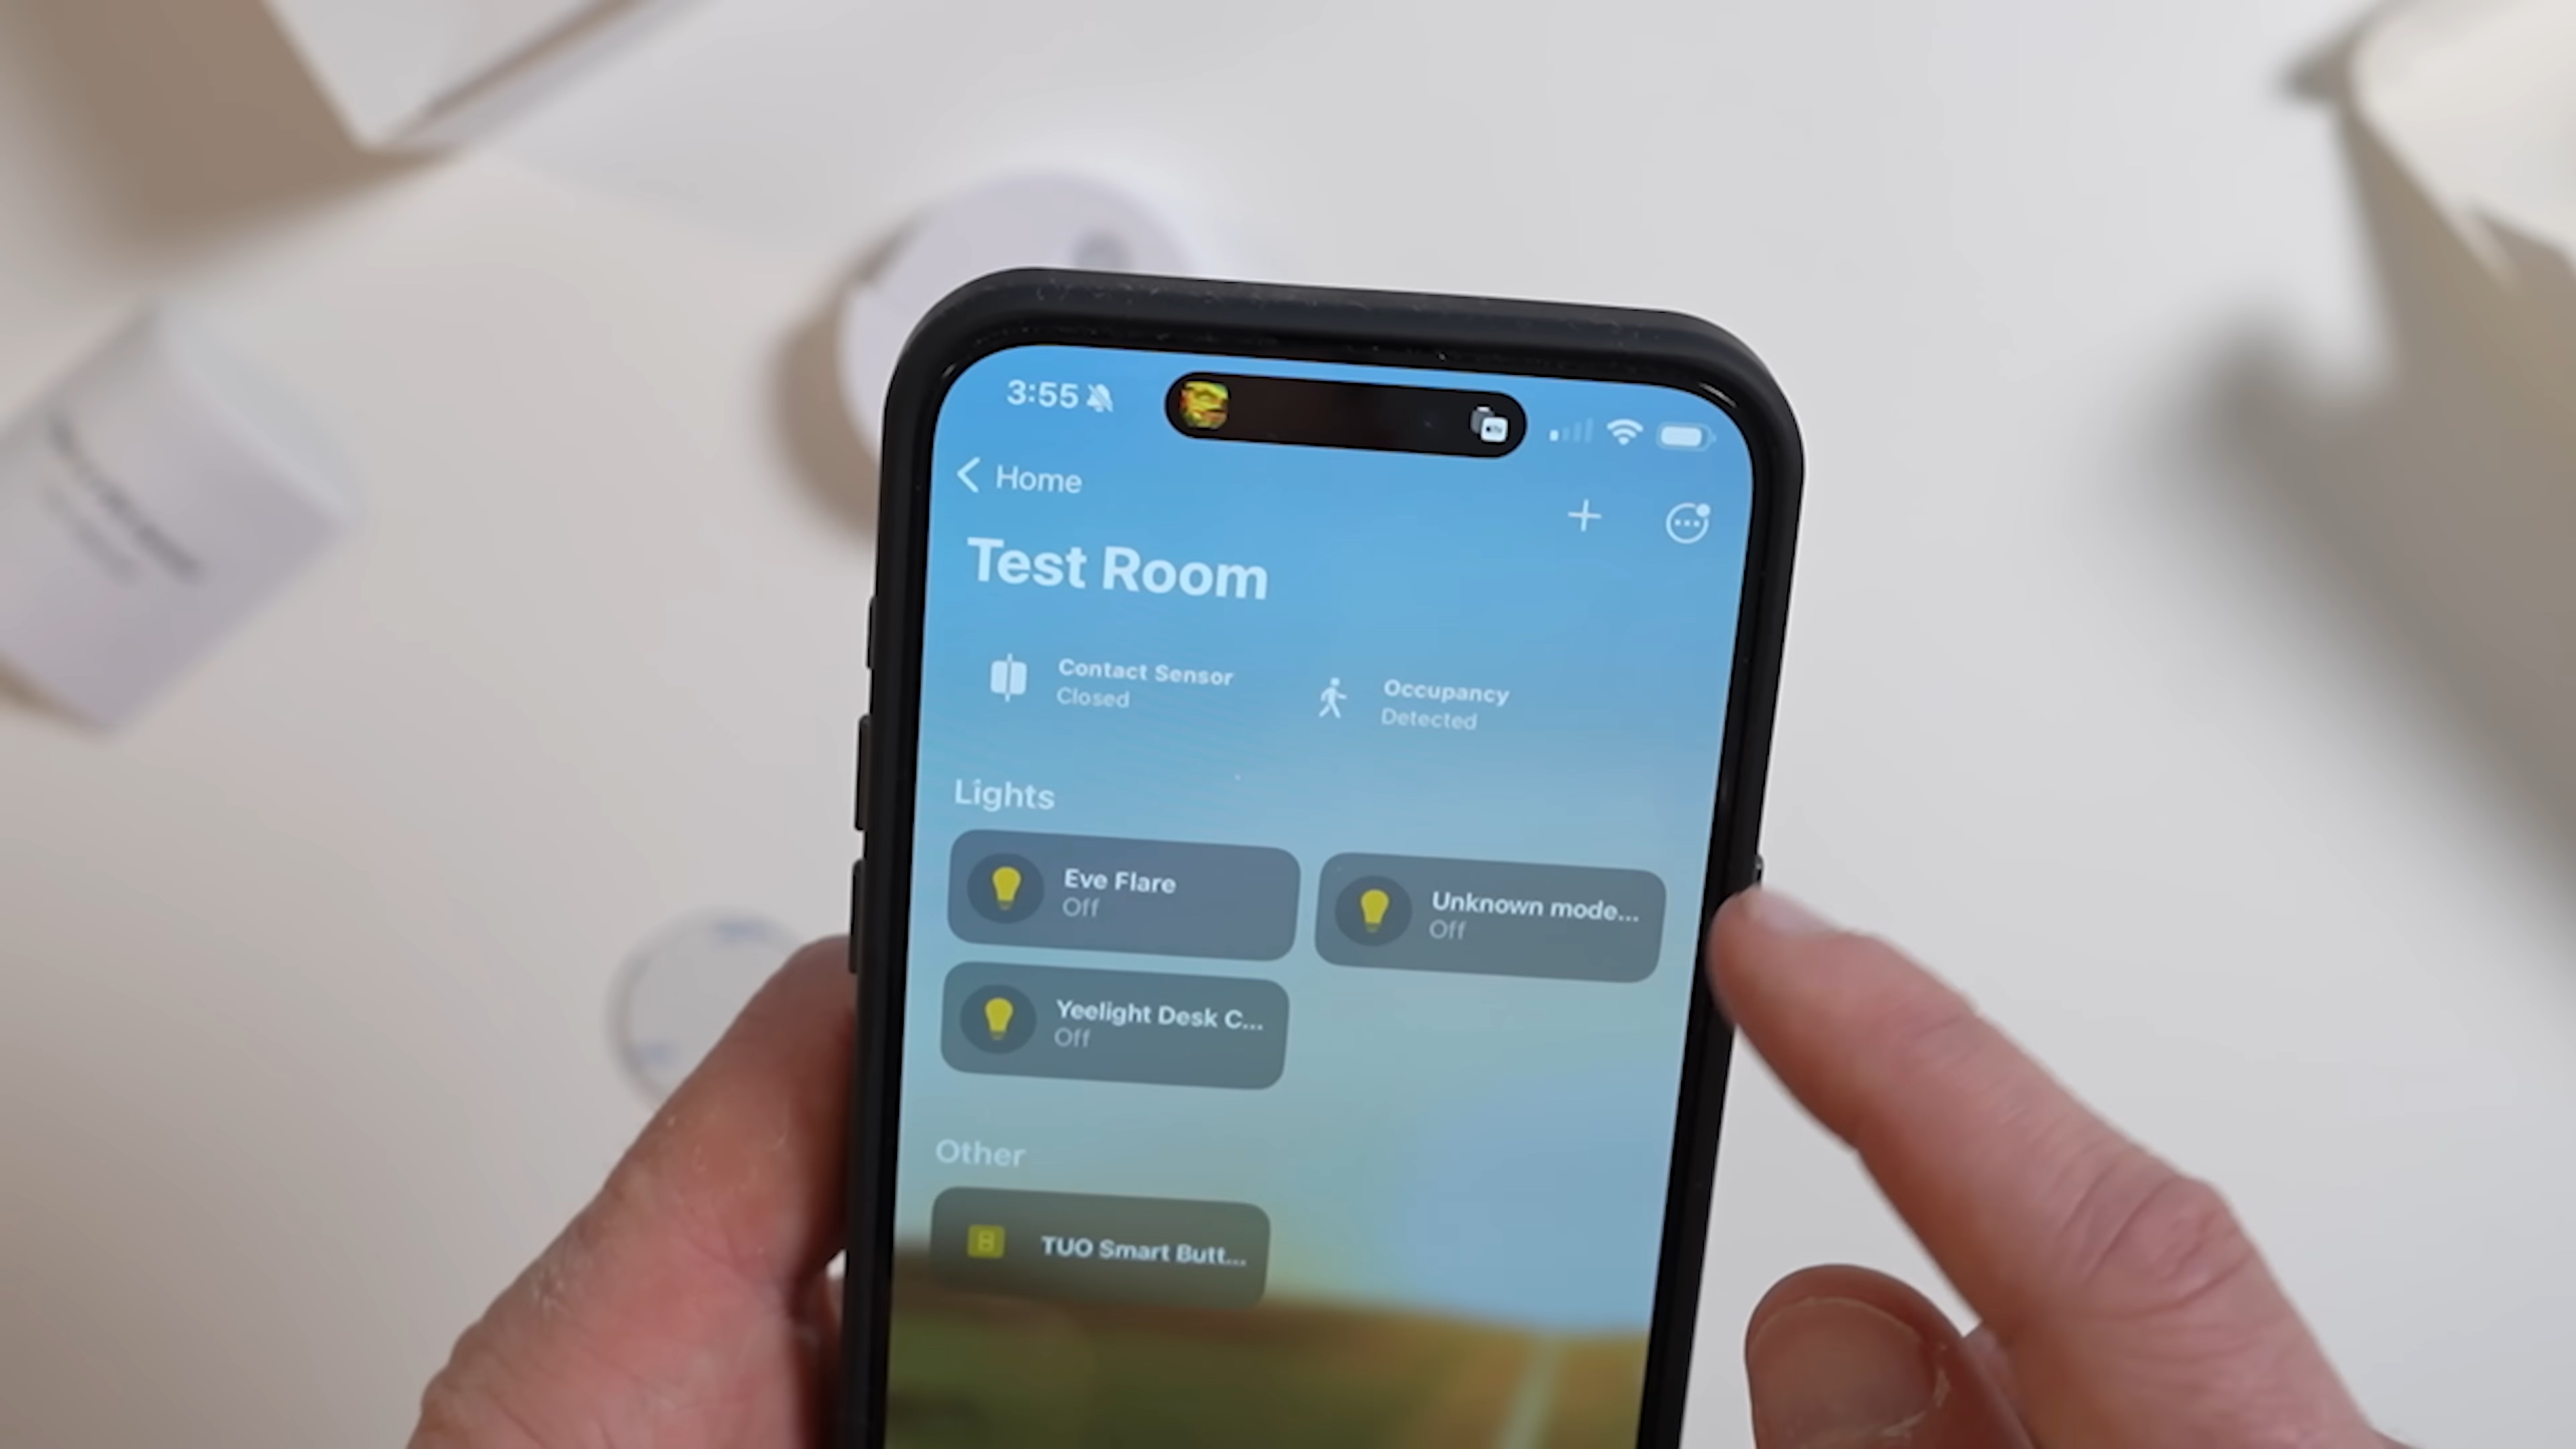 3:55
Home
Test Room
Contact Sensor
Closed
Occupancy
Detected
Lights
Eve Flare
Off
Unknown mode...
Off
Yeelight Desk C...
Off
Other
TUO Smart Butt...